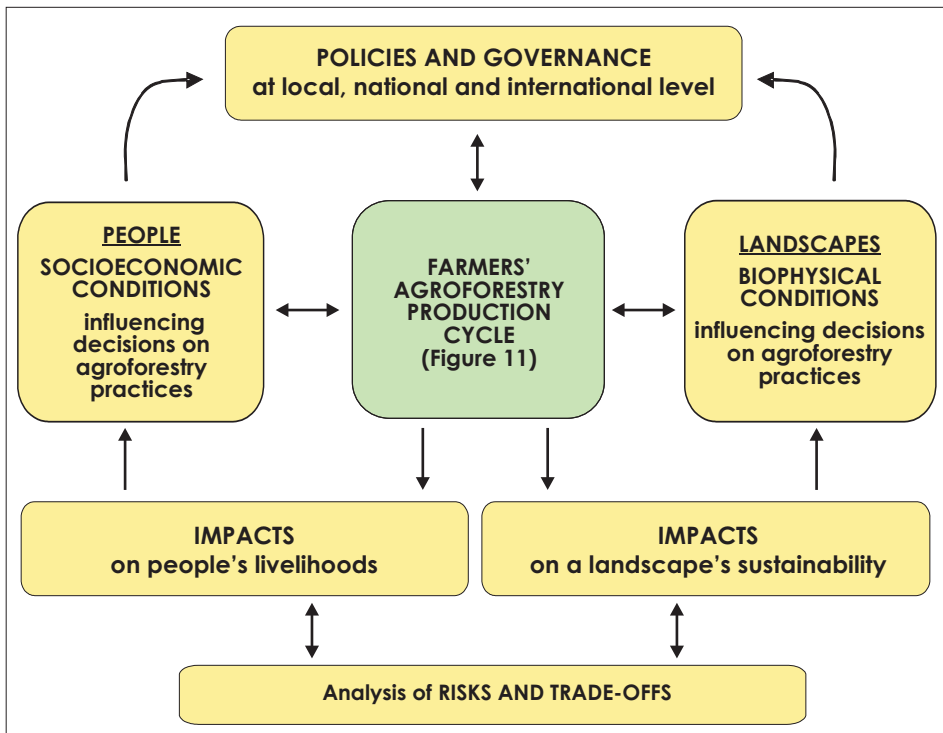 POLICIES AND GOVERNANCE
at local, national and international level
PEOPLE
SOCIOECONOMIC
CONDITIONS
influencing
decisions on
agroforestry
practices
FARMERS’
AGROFORESTRY
PRODUCTION
CYCLE
(Figure 11)
LANDSCAPES
BIOPHYSICAL
CONDITIONS
influencing decisions
on agroforestry
practices
IMPACTS
on people’s livelihoods
IMPACTS
on a landscape’s sustainability
Analysis of RISKS AND TRADE-OFFS